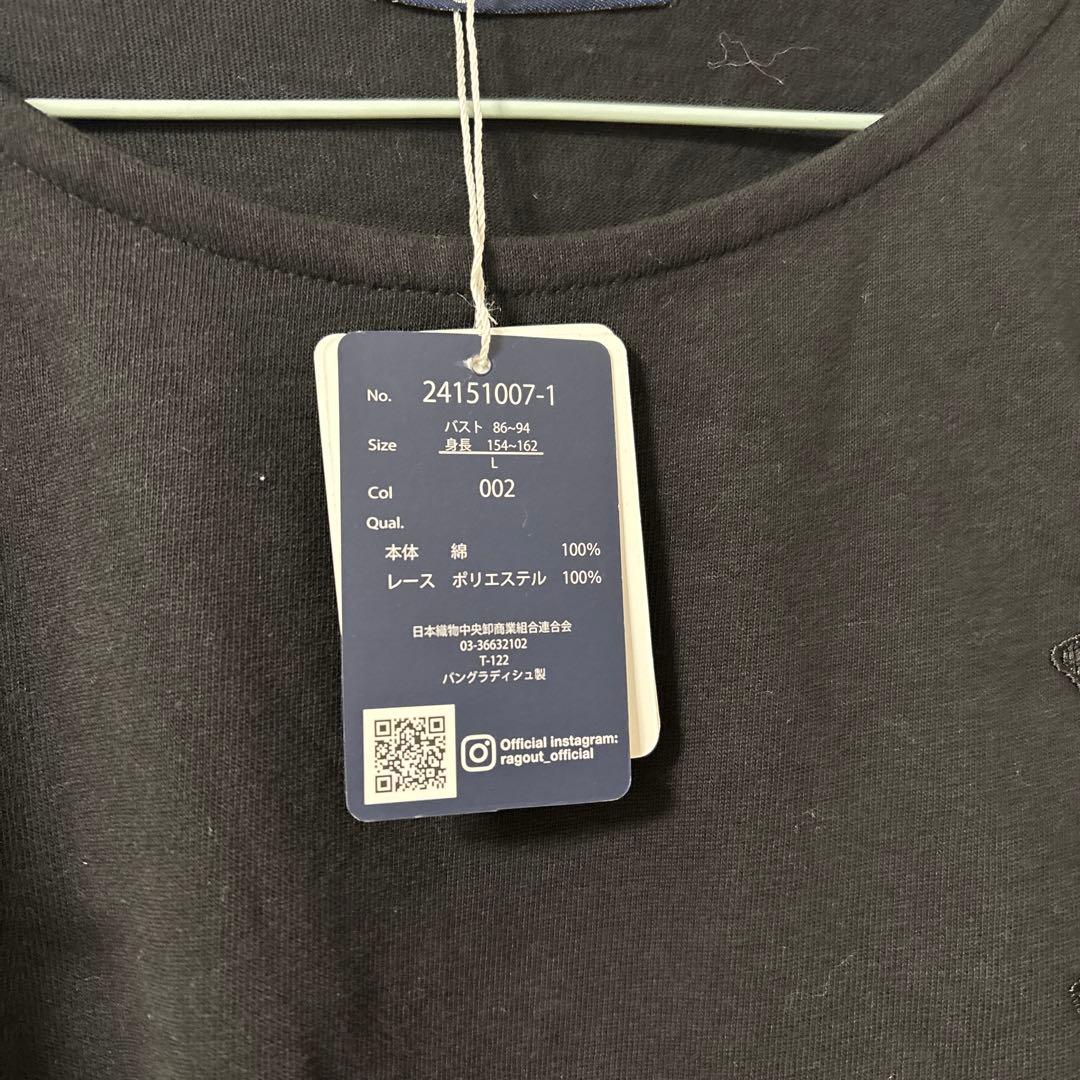 No. 24151007-1
バスト 86~94
Size 身長 154~162
L
Col 002
Qual.
本体 綿 100%
レース ポリエステル 100%
日本織物中央卸商業組合連合会
03-36632102
T-122
バングラディシュ製
Official instagram:
ragout_official